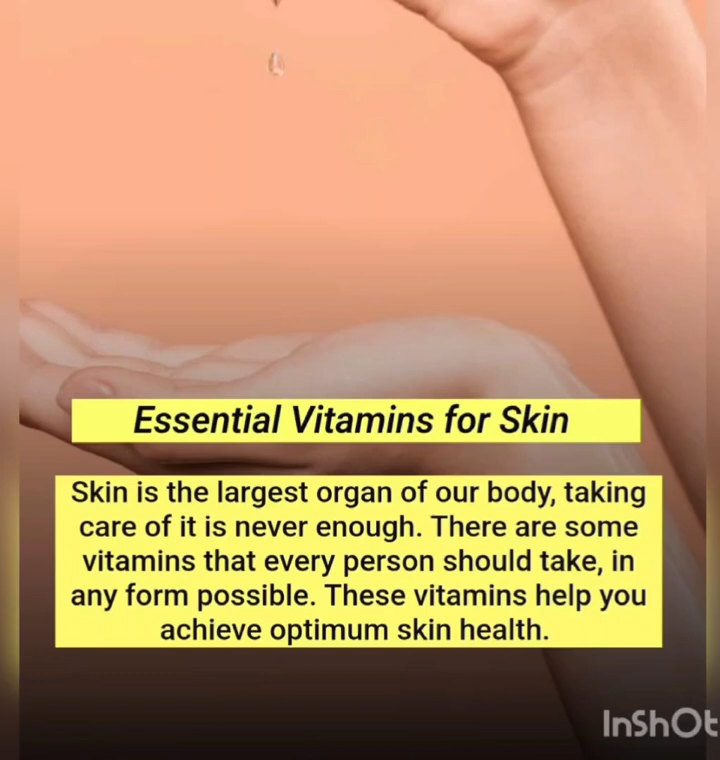 Essential Vitamins for Skin
Skin is the largest organ of our body, taking
care of it is never enough. There are some
vitamins that every person should take, in
any form possible. These vitamins help you
achieve optimum skin health.
InShOt